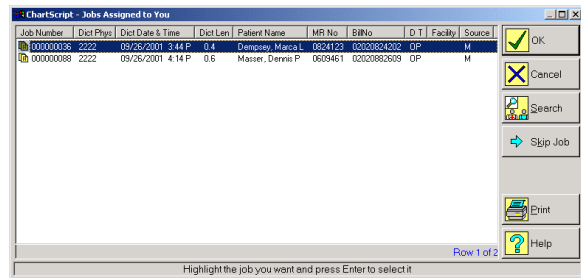 ChartScript - Jobs Assigned to You
Job Number Dict Phys Dict Date & Time Dict Len Patient Name MR No BillNo D T Facility Source
000000036 2222 09/26/2001 3:44 P 0.4 Dempsey, Marca L 0824123 02020824202 OP M
000000088 2222 09/26/2001 4:14 P 0.6 Masser, Dennis P 0609461 02020882609 OP M
OK
Cancel
Search
Skip Job
Print
Help
Row 1 of 2
Highlight the job you want and press Enter to select it